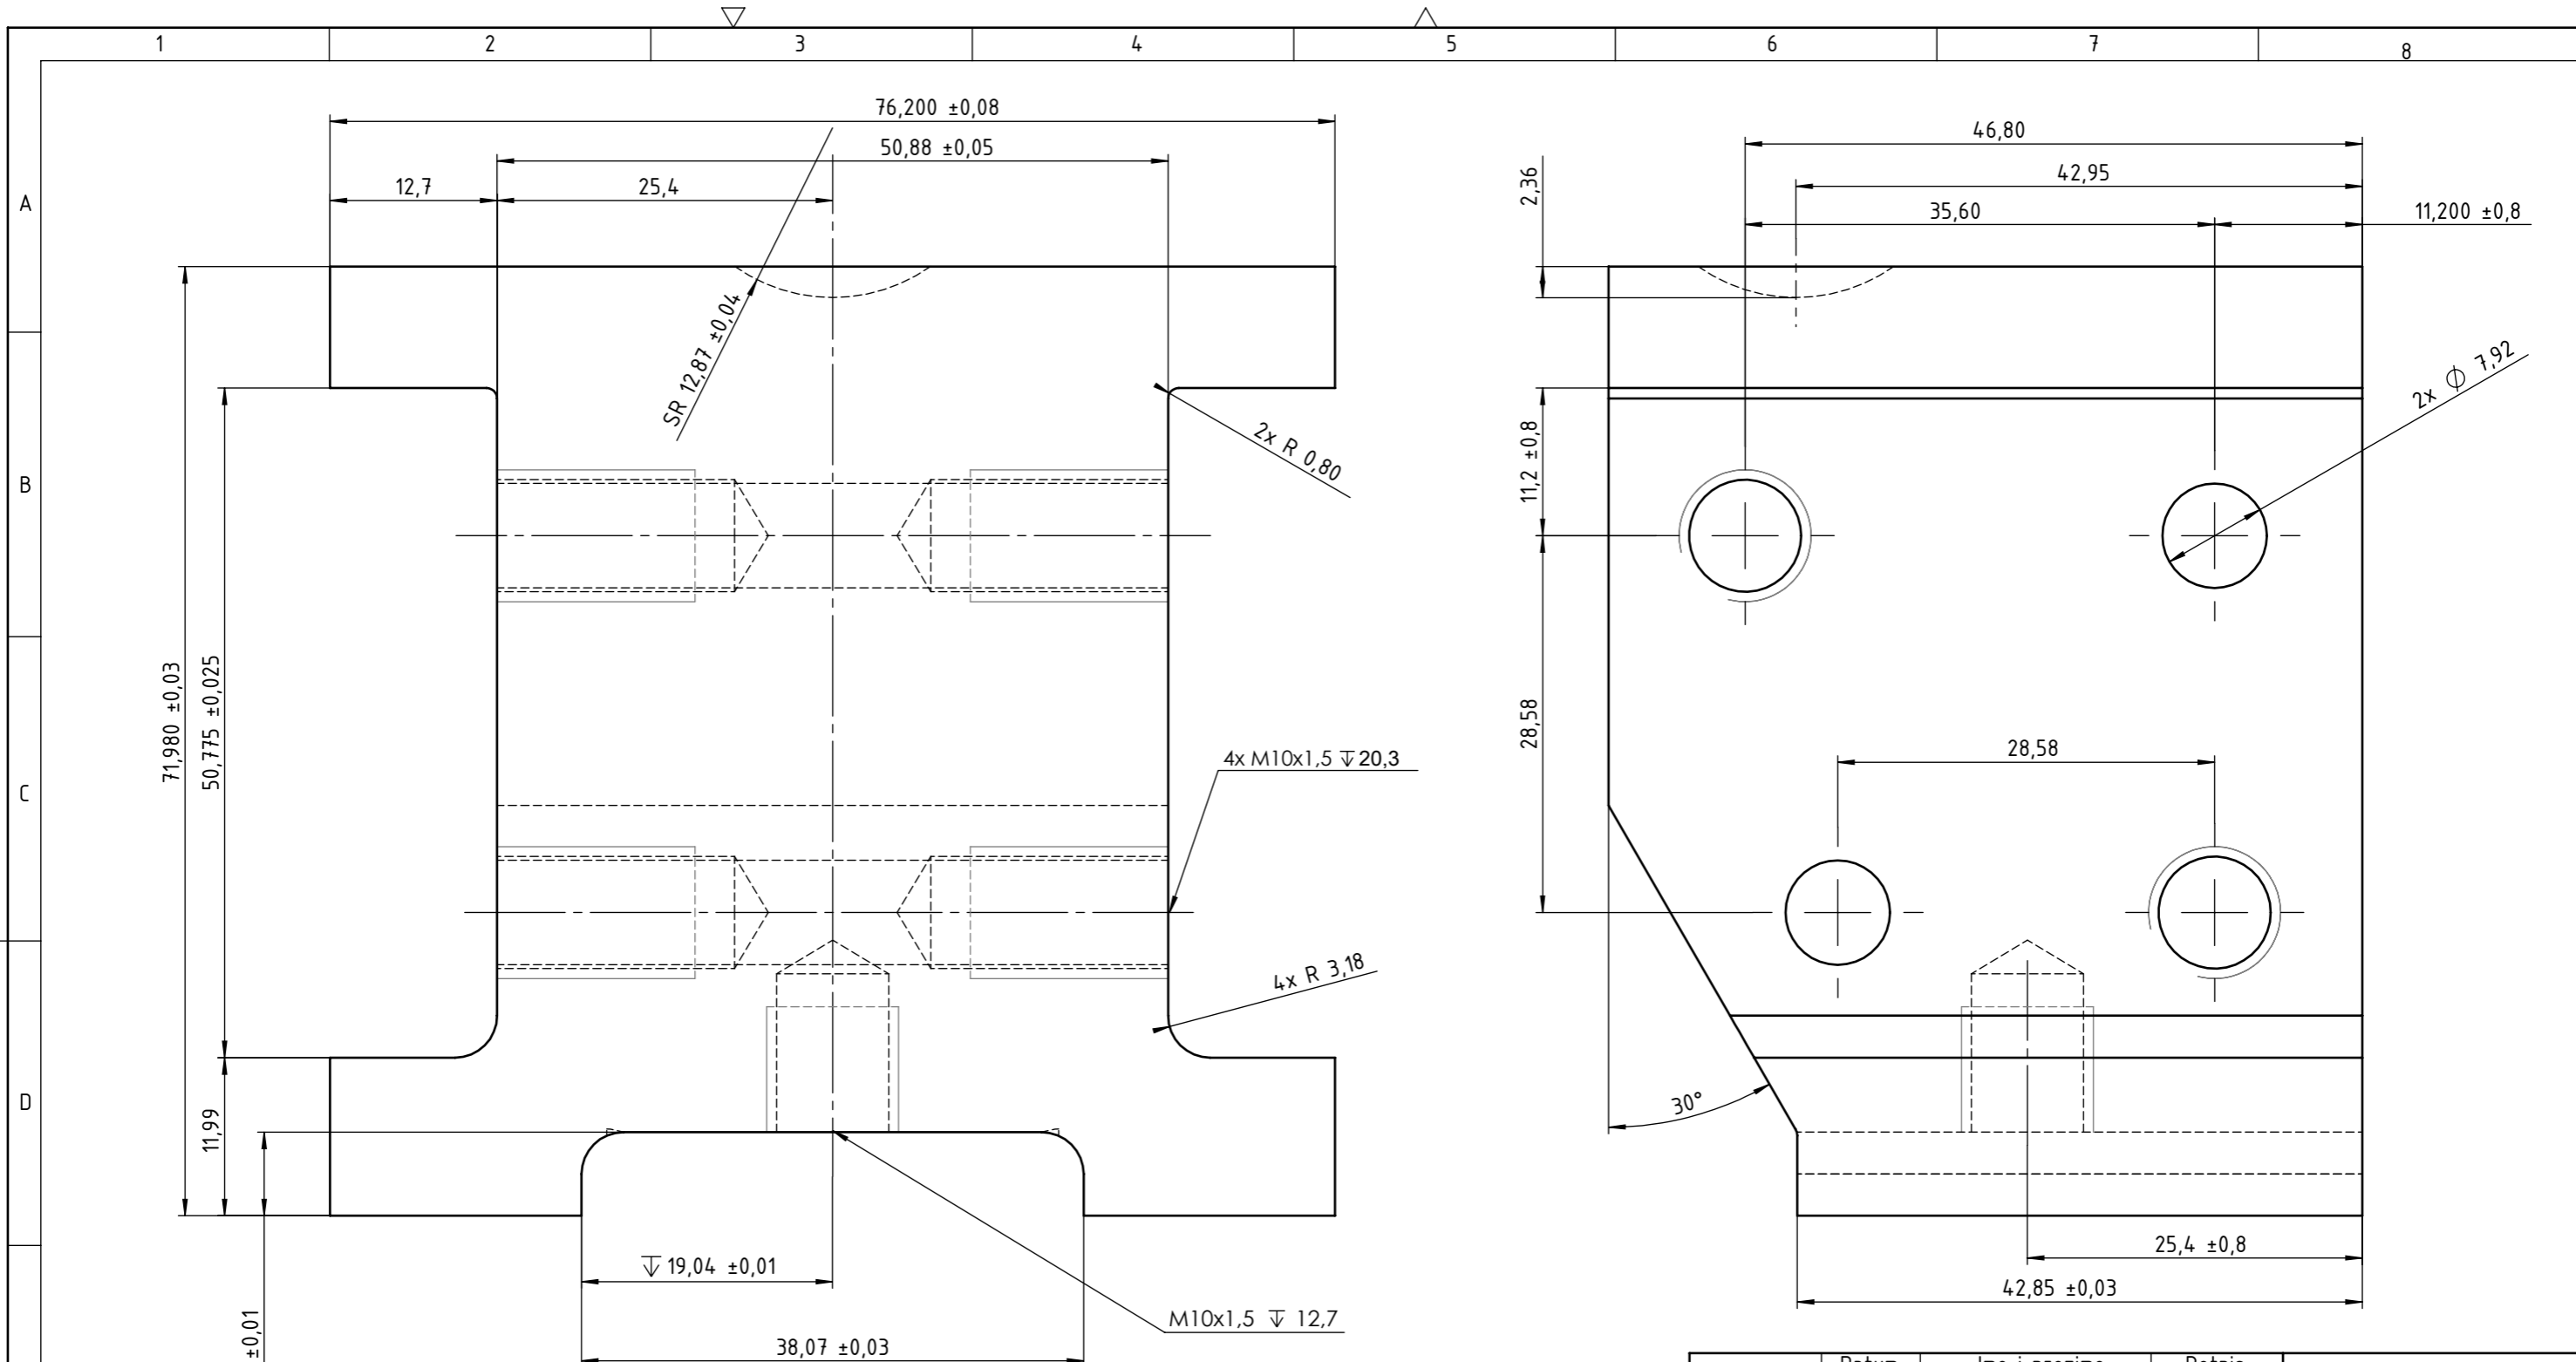 1 2 3 4 5 6 7 8
76,200 ±0,08
50,88 ±0,05
12,7
25,4
SR 12,87 ±0,04
2x R 0,80
71,980 ±0,03
50,775 ±0,025
4x M10x1,5 ↧ 20,3
4x R 3,18
11,99
↧ 19,04 ±0,01
M10x1,5 ↧ 12,7
±0,01
38,07 ±0,03
46,80
42,95
2,36
35,60
11,200 ±0,8
2x ϕ 7,92
11,2 ±0,8
28,58
28,58
30°
25,4 ±0,8
42,85 ±0,03
A
B
C
D